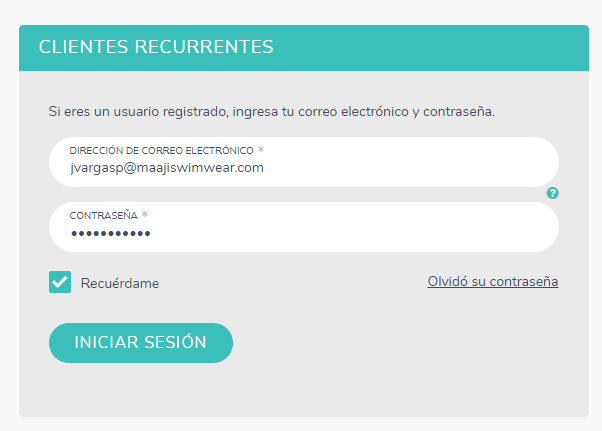 CLIENTES RECURRENTES
Si eres un usuario registrado, ingresa tu correo electrónico y contraseña.
DIRECCIÓN DE CORREO ELECTRÓNICO *
jvargasp@maajiswimwear.com
?
CONTRASEÑA *
•••••••••••
Recuérdame
Olvidó su contraseña
INICIAR SESIÓN